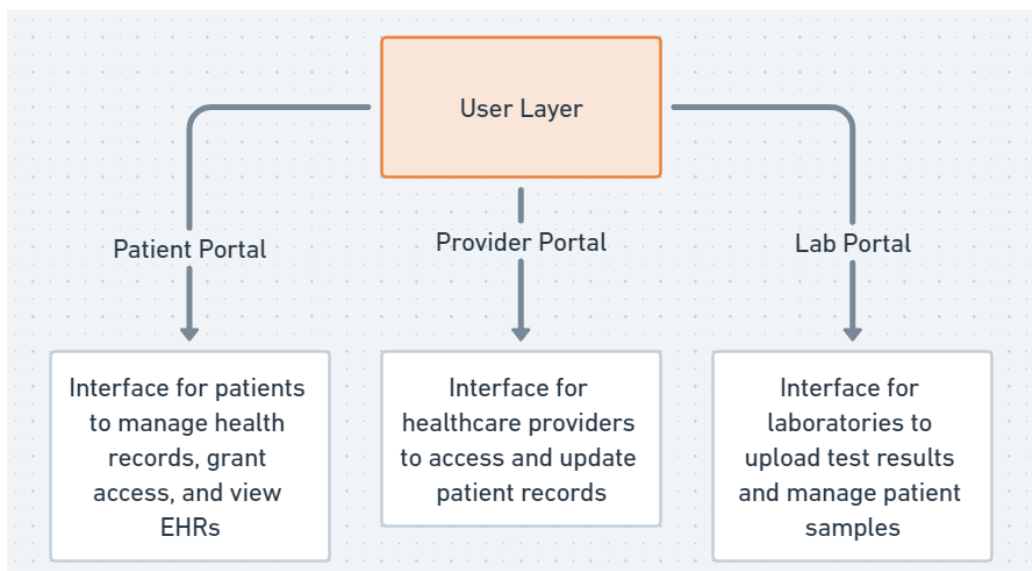 User Layer
Patient Portal
Provider Portal
Lab Portal
Interface for patients
to manage health
records, grant
access, and view
EHRs
Interface for
healthcare providers
to access and update
patient records
Interface for
laboratories to
upload test results
and manage patient
samples